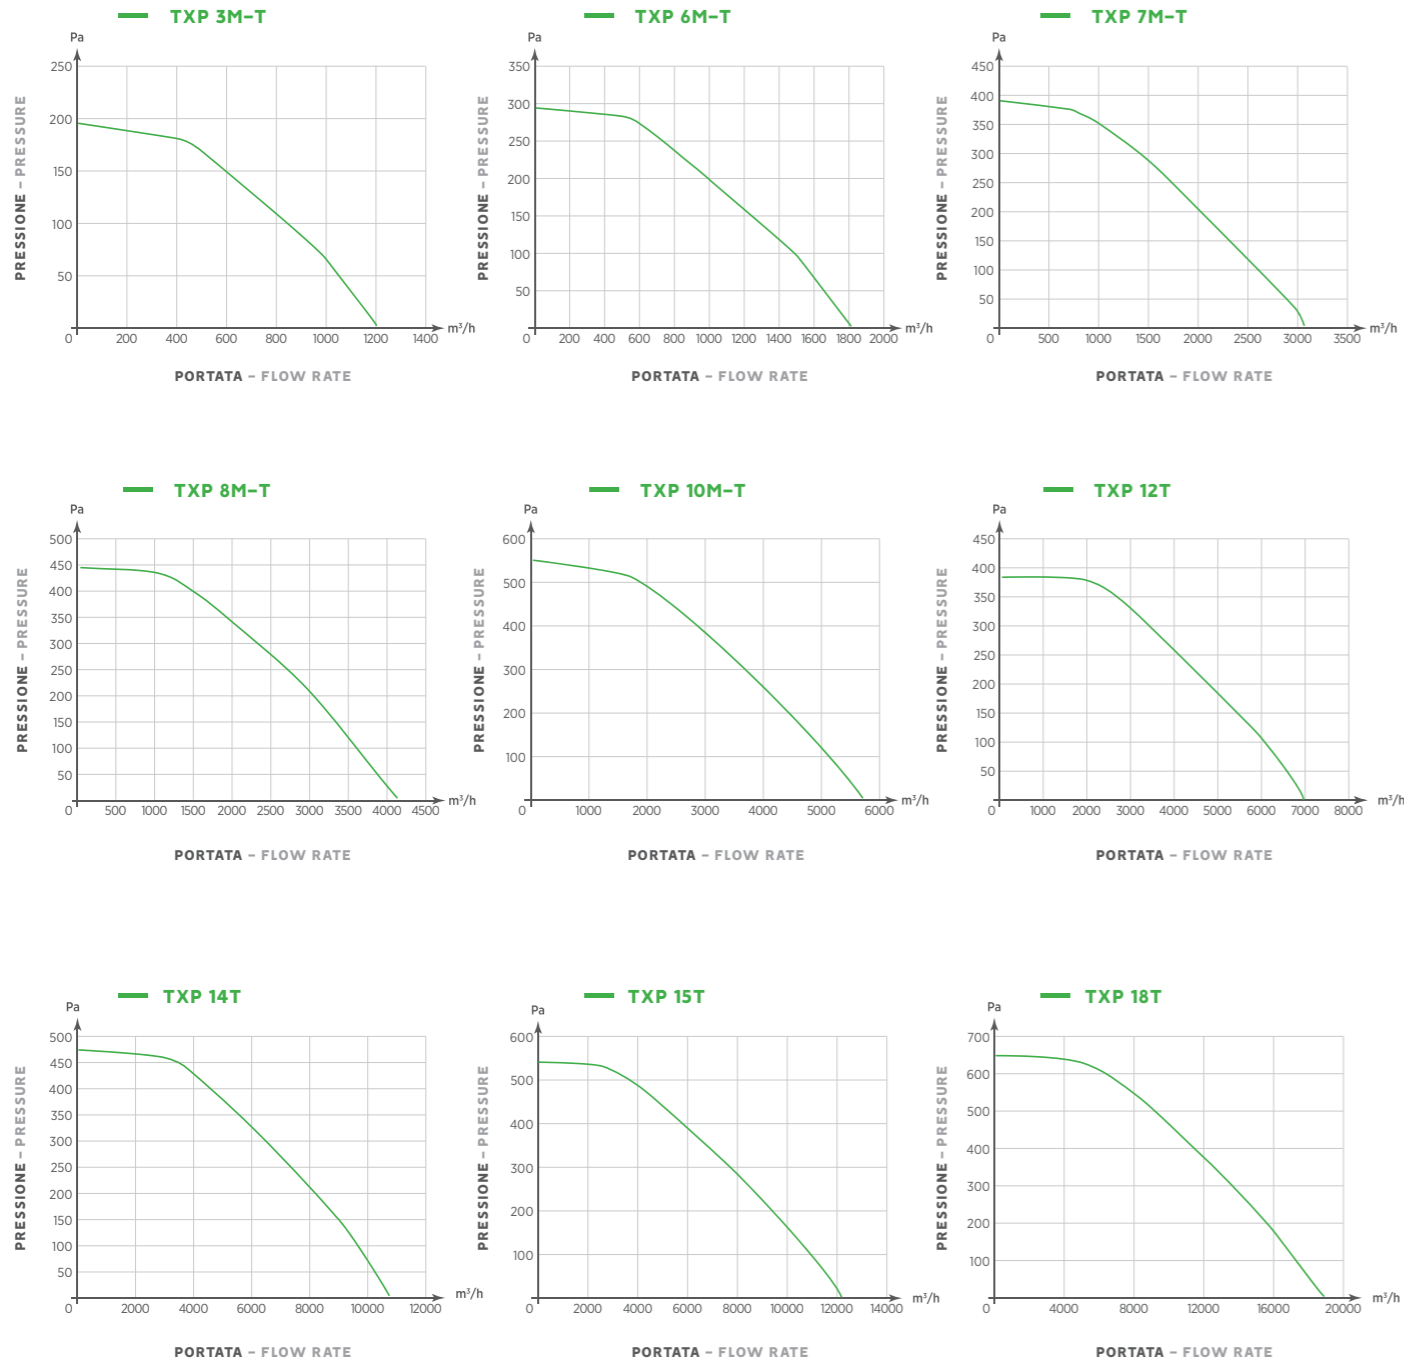 TXP 3M–T
Pa
250
200
150
100
50
0 200 400 600 800 1000 1200 1400 m³/h
PRESSIONE – PRESSURE
PORTATA – FLOW RATE
TXP 6M–T
Pa
350
300
250
200
150
100
50
0 200 400 600 800 1000 1200 1400 1600 1800 2000 m³/h
PRESSIONE – PRESSURE
PORTATA – FLOW RATE
TXP 7M–T
Pa
450
400
350
300
250
200
150
100
50
0 500 1000 1500 2000 2500 3000 3500 m³/h
PRESSIONE – PRESSURE
PORTATA – FLOW RATE
TXP 8M–T
Pa
500
450
400
350
300
250
200
150
100
50
0 500 1000 1500 2000 2500 3000 3500 4000 4500 m³/h
PRESSIONE – PRESSURE
PORTATA – FLOW RATE
TXP 10M–T
Pa
600
500
400
300
200
100
0 1000 2000 3000 4000 5000 6000 m³/h
PRESSIONE – PRESSURE
PORTATA – FLOW RATE
TXP 12T
Pa
450
400
350
300
250
200
150
100
50
0 1000 2000 3000 4000 5000 6000 7000 8000 m³/h
PRESSIONE – PRESSURE
PORTATA – FLOW RATE
TXP 14T
Pa
500
450
400
350
300
250
200
150
100
50
0 2000 4000 6000 8000 10000 12000 m³/h
PRESSIONE – PRESSURE
PORTATA – FLOW RATE
TXP 15T
Pa
600
500
400
300
200
100
0 2000 4000 6000 8000 10000 12000 14000 m³/h
PRESSIONE – PRESSURE
PORTATA – FLOW RATE
TXP 18T
Pa
700
600
500
400
300
200
100
0 4000 8000 12000 16000 20000 m³/h
PRESSIONE – PRESSURE
PORTATA – FLOW RATE